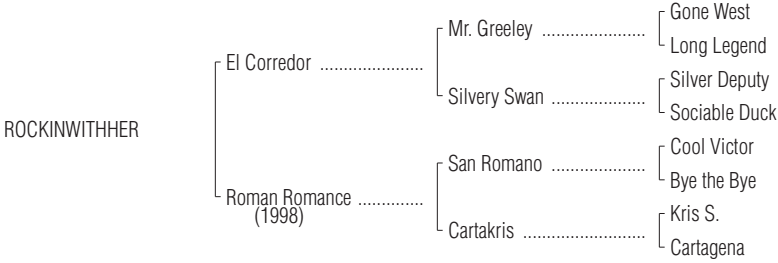 Gone West
Mr. Greeley ......................
Long Legend
El Corredor ......................
Silver Deputy
Silvery Swan ....................
Sociable Duck
ROCKINWITHHER
Cool Victor
San Romano ....................
Bye the Bye
Roman Romance ..............
(1998)
Kris S.
Cartakris ..........................
Cartagena